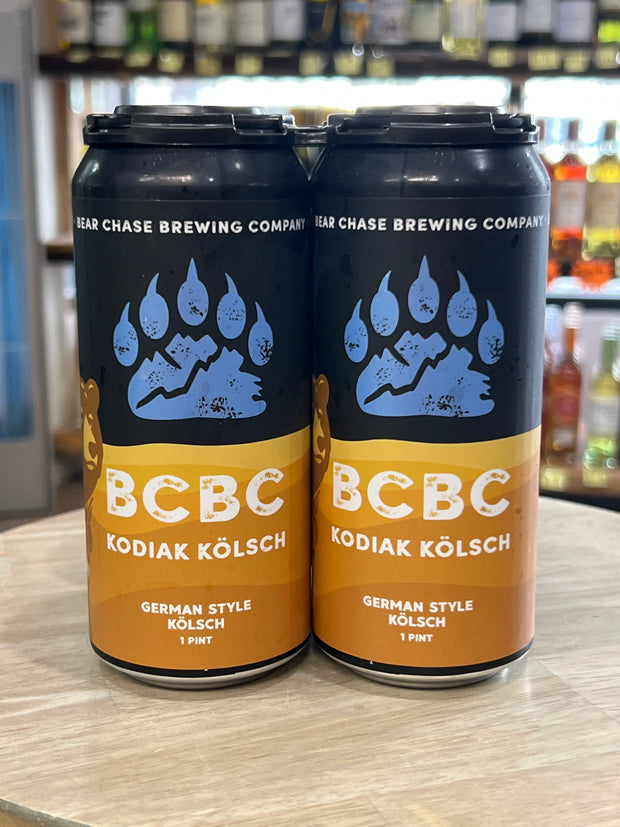 BEAR CHASE BREWING COMPANY
BCBC
KODIAK KÖLSCH
GERMAN STYLE
KÖLSCH
1 PINT
BEAR CHASE BREWING COMPANY
BCBC
KODIAK KÖLSCH
GERMAN STYLE
KÖLSCH
1 PINT